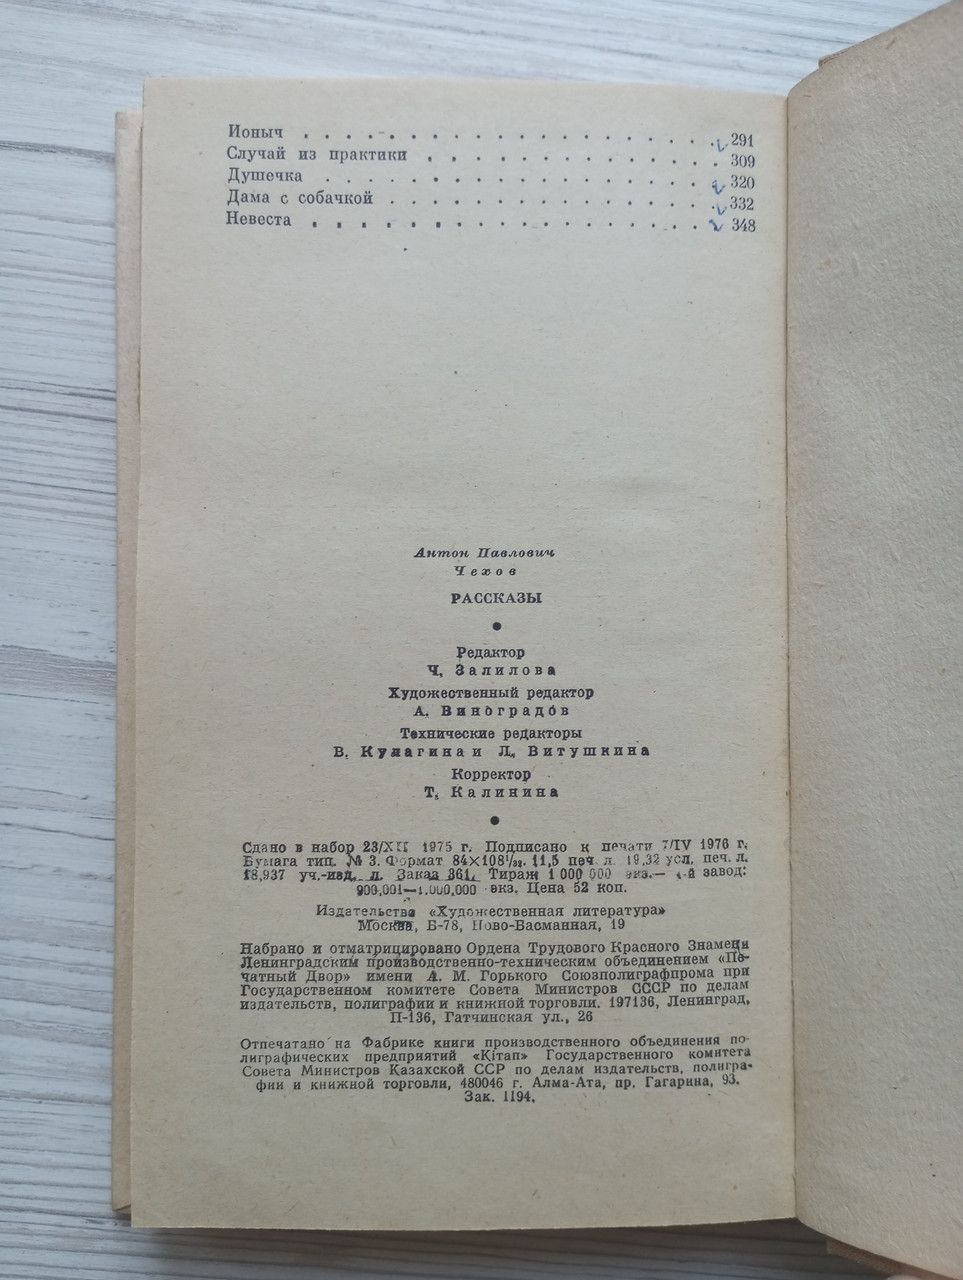 Ионыч . . . . . . . . . . . . . . . . . 291
Случай из практики . . . . . . . . . . . . . 309
Душечка . . . . . . . . . . . . . . . . 320
Дама с собачкой . . . . . . . . . . . . . . 332
Невеста . . . . . . . . . . . . . . . . 348
Антон Павлович
Чехов
РАССКАЗЫ
Редактор
Ч. Залилова
Художественный редактор
А. Виноградов
Технические редакторы
В. Кулагина и Л. Витушкина
Корректор
Т. Калинина
Сдано в набор 23/XII 1975 г. Подписано к печати 7/IV 1976 г.
Бумага тип. № 3. Формат 84×108 1/32. 11,5 печ. л. 19,32 усл. печ. л.
18,937 уч.-изд. л. Заказ 361. Тираж 1 000 000 экз.— -й завод:
900.001—1.000,000 экз. Цена 52 коп.
Издательства «Художественная литература»
Москва, Б-78, Ново-Басманная, 19
Набрано и отматрицировано Ордена Трудового Красного Знамени
Ленинградским производственно-техническим объединением «Пе-
чатный Двор» имени А. М. Горького Союзполиграфпрома при
Государственном комитете Совета Министров СССР по делам
издательств, полиграфии и книжной торговли. 197136, Ленинград,
П-136, Гатчинская ул., 26
Отпечатано на Фабрике книги производственного объединения по-
лиграфических предприятий «Кітап» Государственного комитета
Совета Министров Казахской ССР по делам издательств, полигра-
фии и книжной торговли, 480046 г. Алма-Ата, пр. Гагарина, 93.
Зак. 1194.